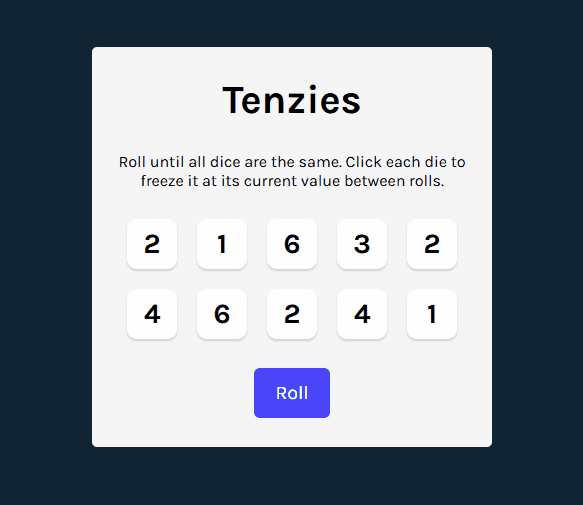 Tenzies
Roll until all dice are the same. Click each die to
freeze it at its current value between rolls.
2 1 6 3 2
4 6 2 4 1
Roll